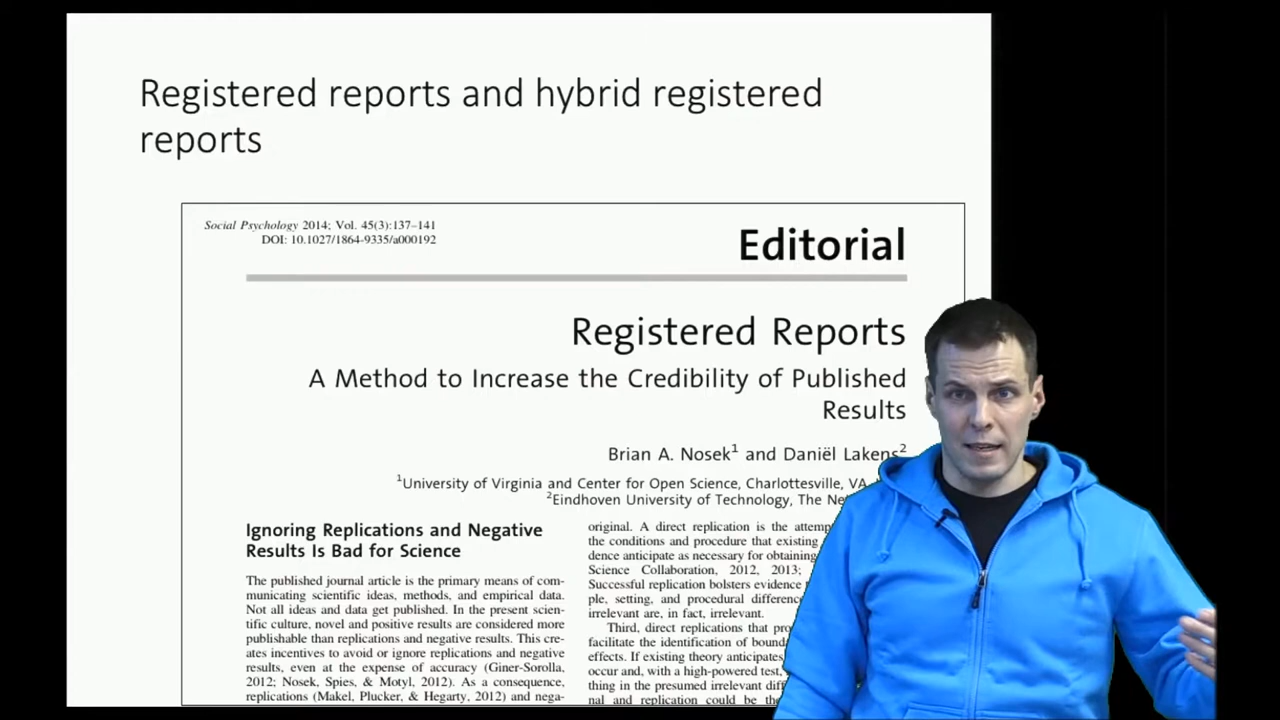 Registered reports and hybrid registered
reports
Social Psychology 2014; Vol. 45(3):137–141
DOI: 10.1027/1864-9335/a000192
Editorial
Registered Reports
A Method to Increase the Credibility of Published
Results
Brian A. Nosek1 and Daniël Lakens2
1University of Virginia and Center for Open Science, Charlottesville, VA,
2Eindhoven University of Technology, The
Ignoring Replications and Negative
Results Is Bad for Science
The published journal article is the primary means of com-
municating scientific ideas, methods, and empirical data.
Not all ideas and data get published. In the present scien-
tific culture, novel and positive results are considered more
publishable than replications and negative results. This cre-
ates incentives to avoid or ignore replications and negative
results, even at the expense of accuracy (Giner-Sorolla,
2012; Nosek, Spies, & Motyl, 2012). As a consequence,
replications (Makel, Plucker, & Hegarty, 2012) and nega-
original. A direct replication is the
the conditions and procedure that existing
dence anticipate as necessary for obtaining
Science Collaboration, 2012, 2013;
Successful replication bolsters evidence
ple, setting, and procedural
irrelevant are, in fact, irrelevant.
Third, direct replications that
facilitate the identification of
effects. If existing theory anticipates
occur and, with a high-powered test,
thing in the presumed irrelevant
nal and replication could be